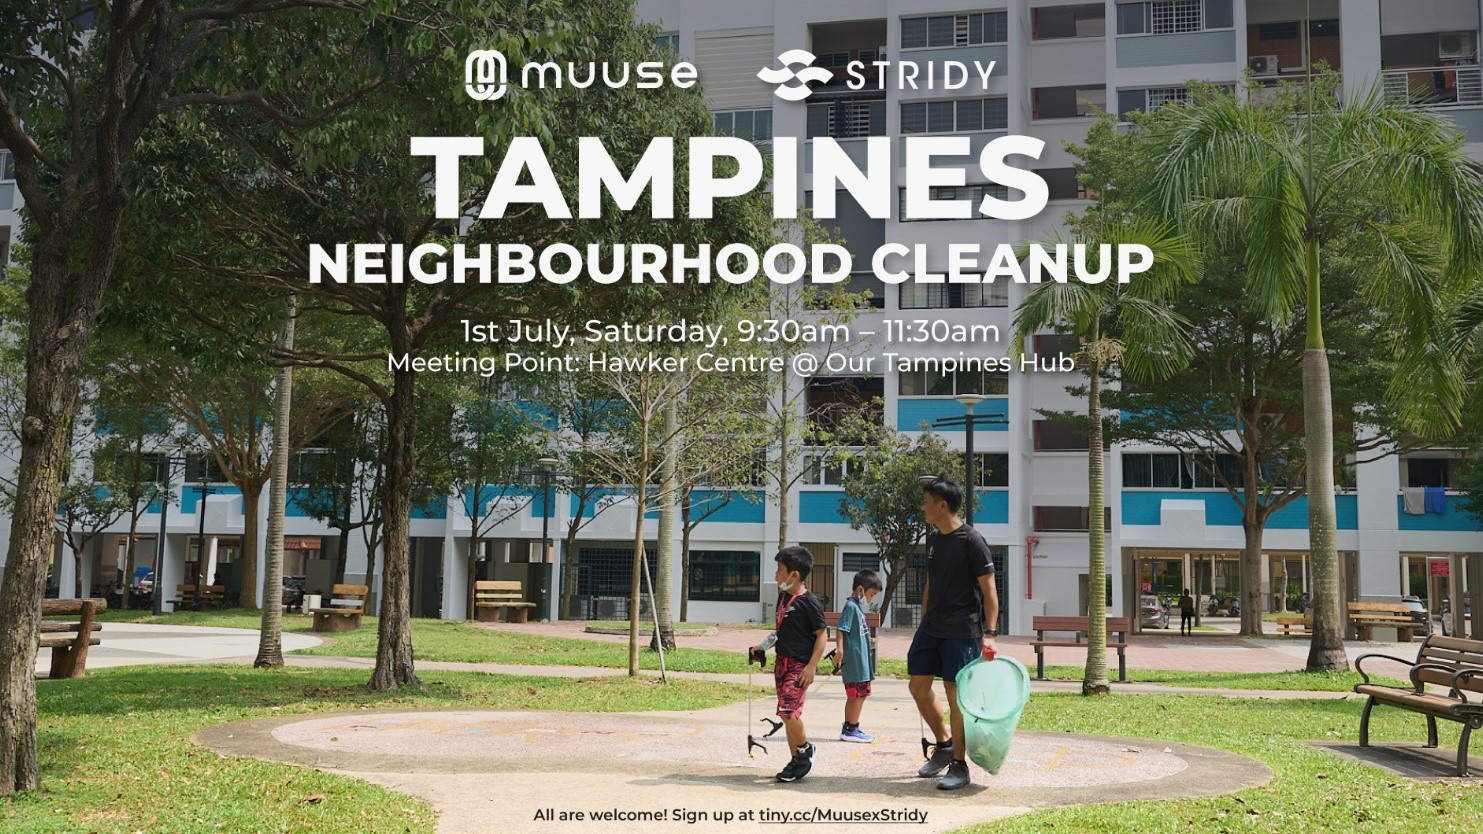 muuse STRIDY
TAMPINES
NEIGHBOURHOOD CLEANUP
1st July, Saturday, 9:30am – 11:30am
Meeting Point: Hawker Centre @ Our Tampines Hub
All are welcome! Sign up at tiny.cc/MuusexStridy